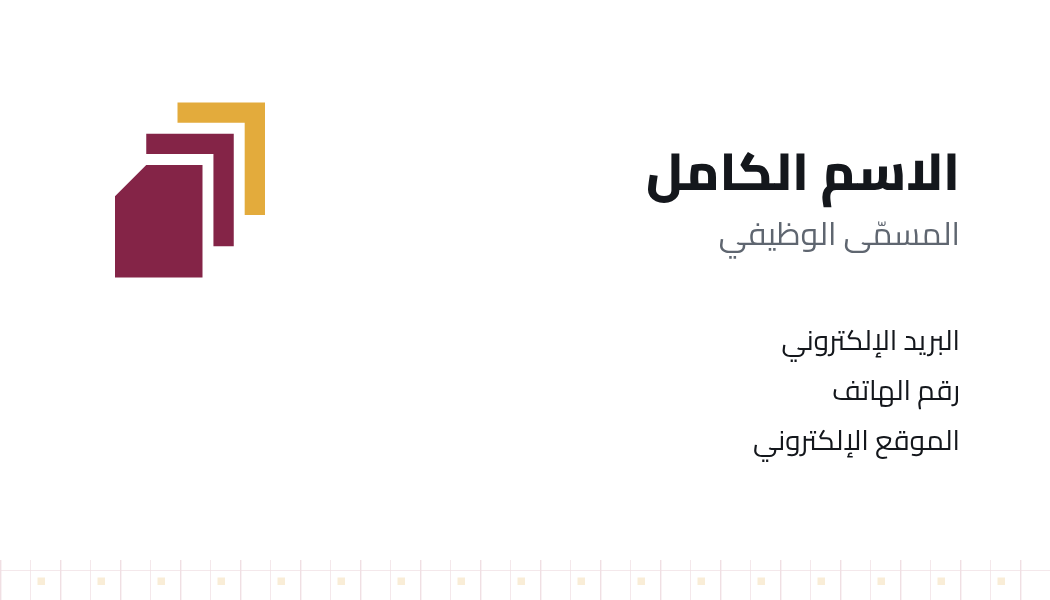 الاسم الكامل
المسمّى الوظيفي
البريد الإلكتروني
رقم الهاتف
الموقع الإلكتروني